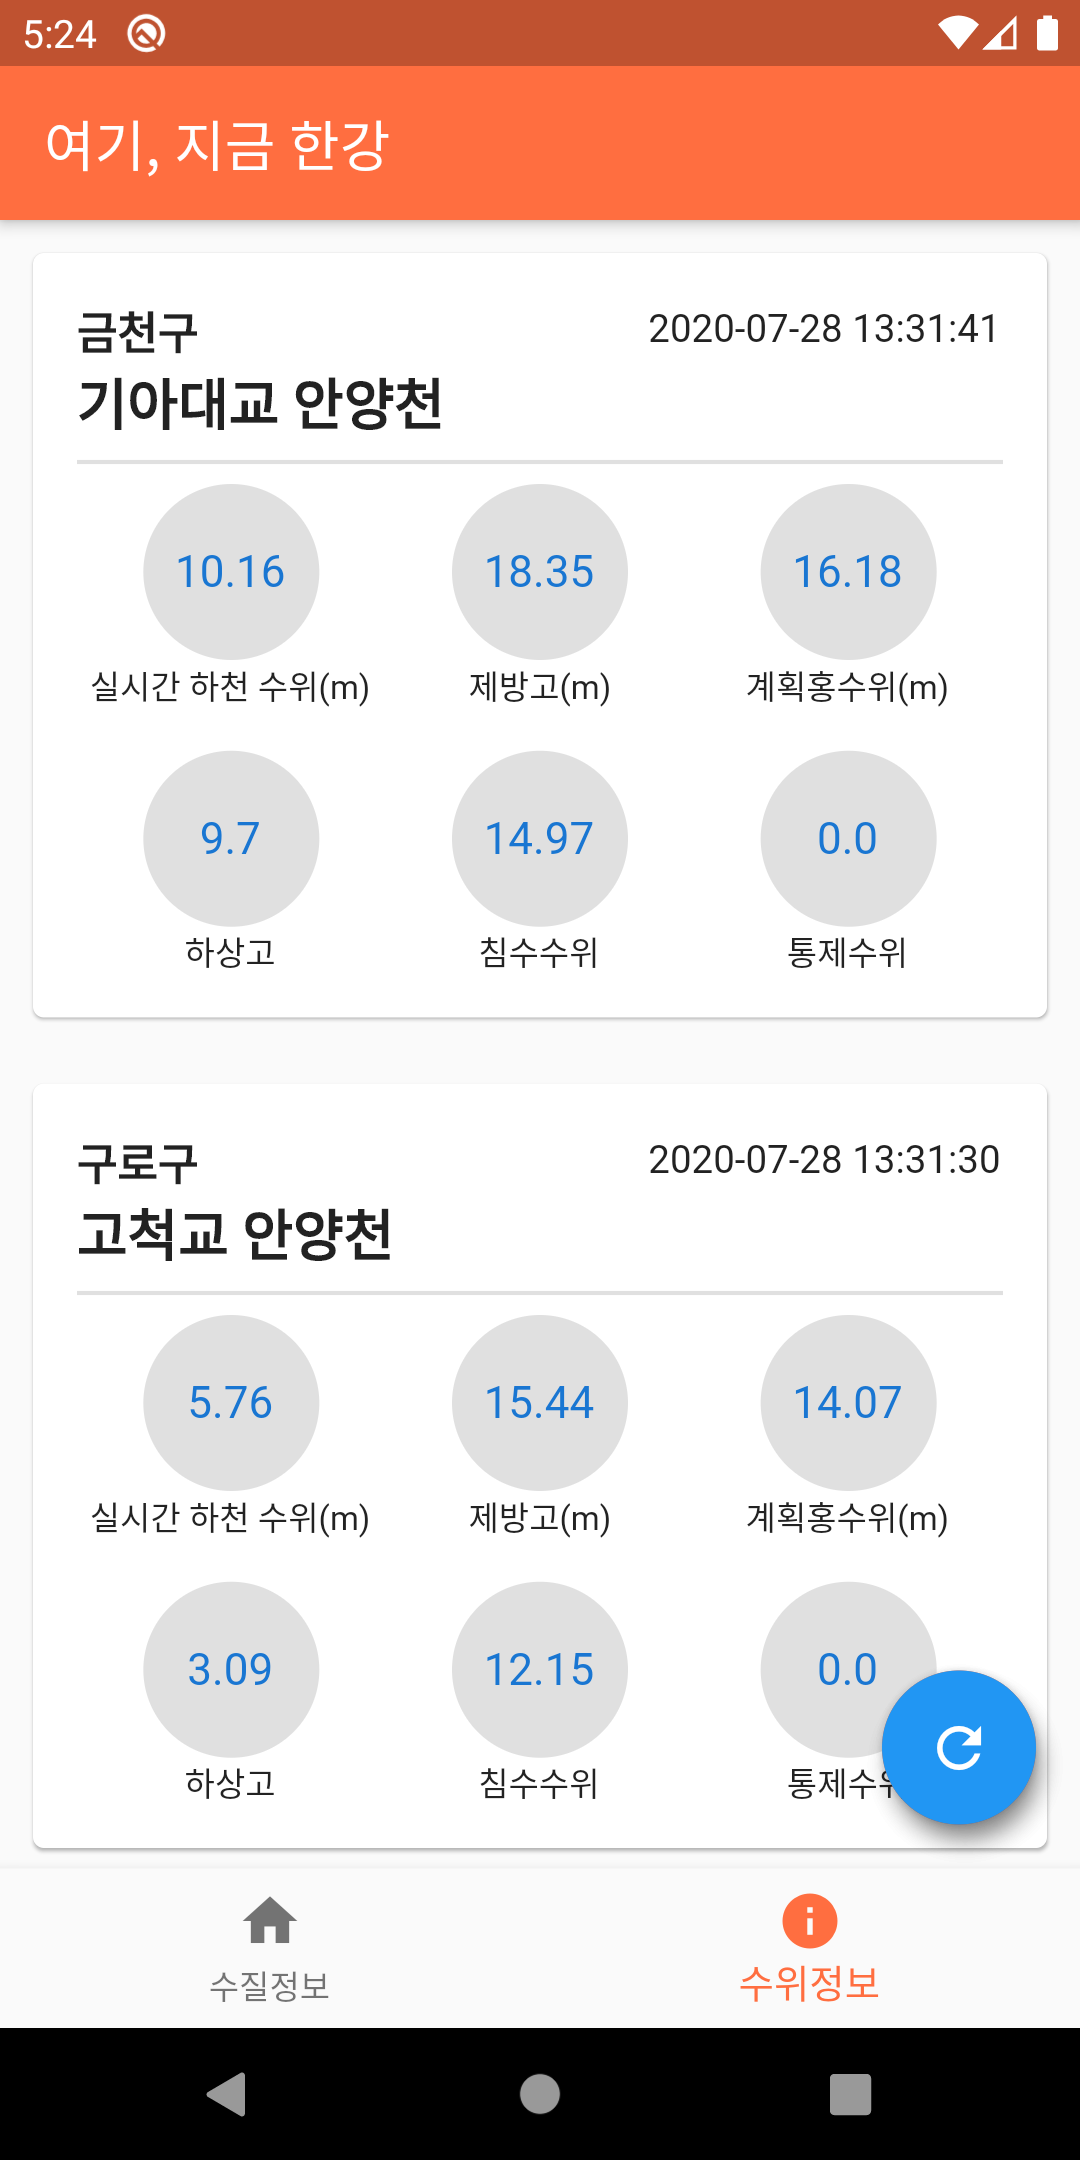 5:24
여기, 지금 한강
금천구
2020-07-28 13:31:41
기아대교 안양천
10.16 18.35 16.18
실시간 하천 수위(m) 제방고(m) 계획홍수위(m)
9.7 14.97 0.0
하상고 침수수위 통제수위
구로구
2020-07-28 13:31:30
고척교 안양천
5.76 15.44 14.07
실시간 하천 수위(m) 제방고(m) 계획홍수위(m)
3.09 12.15 0.0
하상고 침수수위 통제수위
수질정보 수위정보